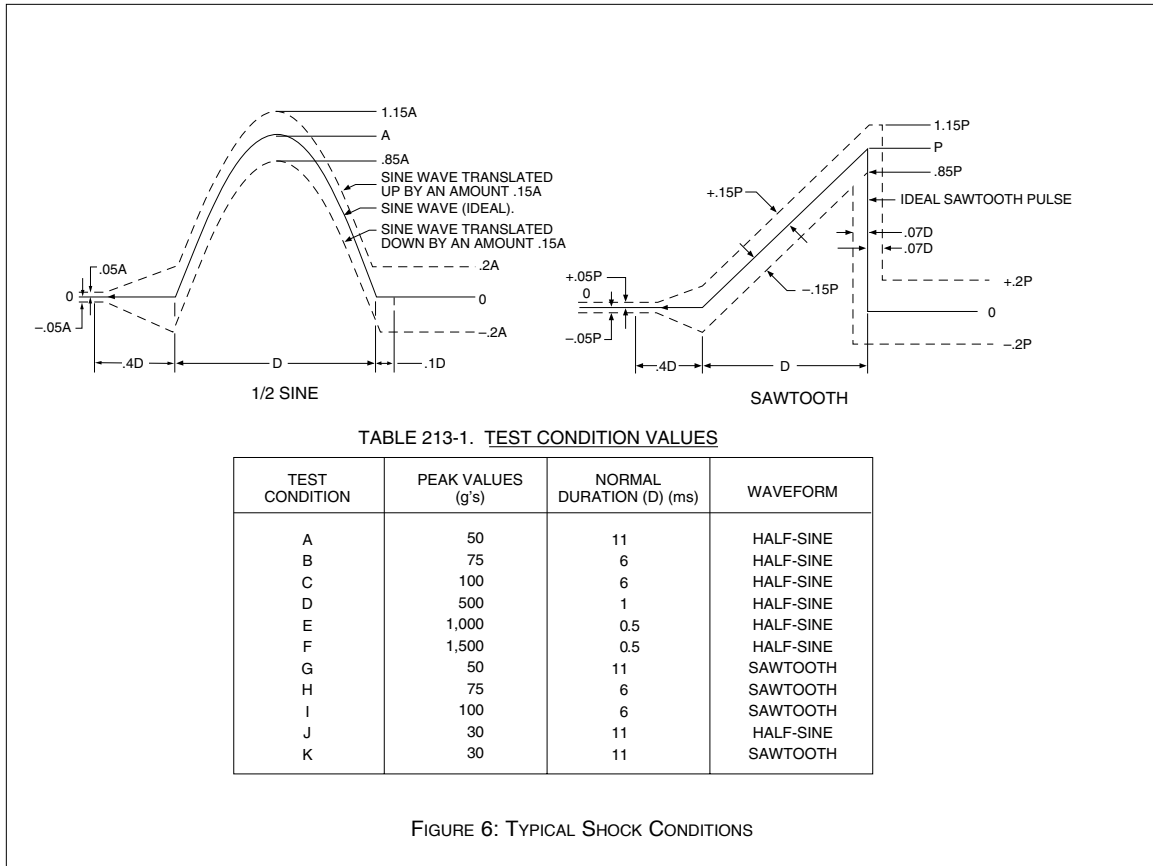 1.15A
A
.85A
SINE WAVE TRANSLATED
UP BY AN AMOUNT .15A
SINE WAVE (IDEAL).
SINE WAVE TRANSLATED
DOWN BY AN AMOUNT .15A
.2A
.05A
0
0
–.05A
–.2A
.4D
D
.1D
1/2 SINE
1.15P
P
.85P
+.15P
IDEAL SAWTOOTH PULSE
.07D
.07D
+.05P
0
–.15P
+.2P
0
–.05P
–.2P
.4D
D
SAWTOOTH
TABLE 213-1. TEST CONDITION VALUES
TEST CONDITION PEAK VALUES (g's) NORMAL DURATION (D) (ms) WAVEFORM
A 50 11 HALF-SINE
B 75 6 HALF-SINE
C 100 6 HALF-SINE
D 500 1 HALF-SINE
E 1,000 0.5 HALF-SINE
F 1,500 0.5 HALF-SINE
G 50 11 SAWTOOTH
H 75 6 SAWTOOTH
I 100 6 SAWTOOTH
J 30 11 HALF-SINE
K 30 11 SAWTOOTH
FIGURE 6: TYPICAL SHOCK CONDITIONS